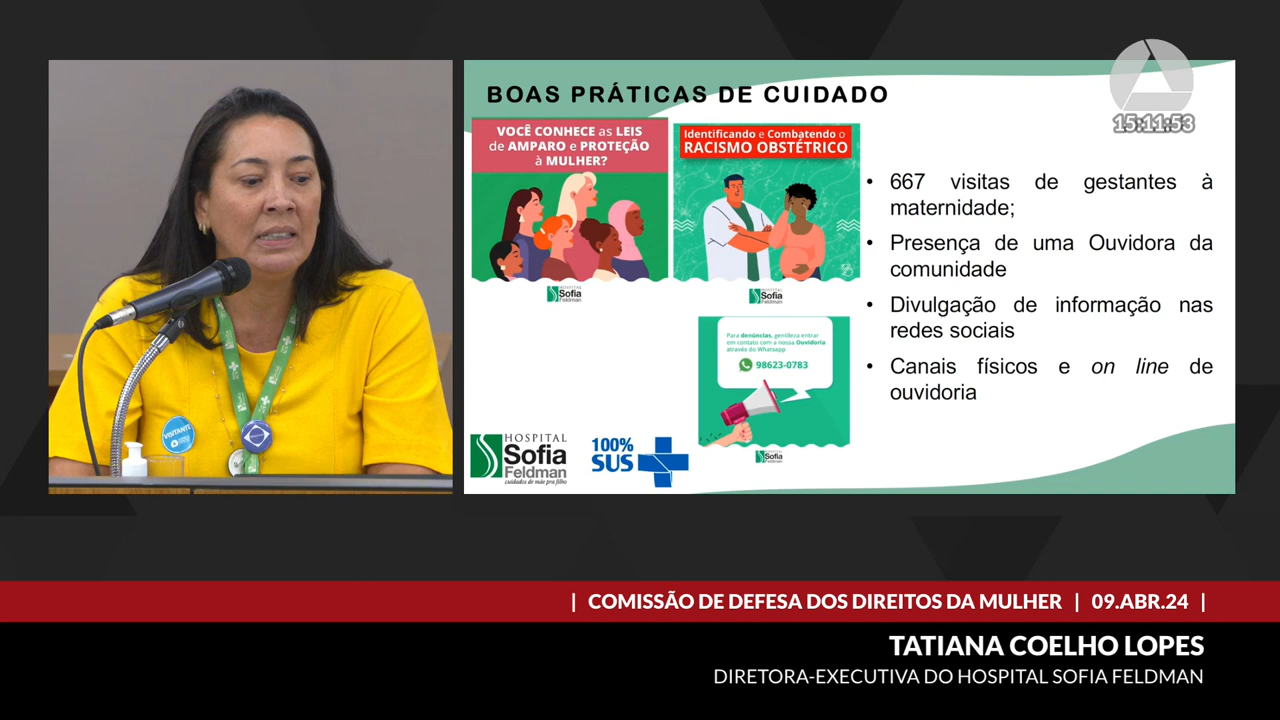 15:11:53
BOAS PRÁTICAS DE CUIDADO
VOCÊ CONHECE as LEIS
de AMPARO e PROTEÇÃO
à MULHER?
HOSPITAL
Sofia
Feldman
Identificando e Combatendo o
RACISMO OBSTÉTRICO
HOSPITAL
Sofia
Feldman
Para denúncias, gentileza entrar
em contato com a nossa Ouvidoria
através do Whatsapp
98623-0783
Sofia
• 667 visitas de gestantes à
maternidade;
• Presença de uma Ouvidora da
comunidade
• Divulgação de informação nas
redes sociais
• Canais físicos e on line de
ouvidoria
HOSPITAL
Sofia
Feldman
cuidados de mãe pra filho
100%
SUS
VISITANTE
| COMISSÃO DE DEFESA DOS DIREITOS DA MULHER | 09.ABR.24 |
TATIANA COELHO LOPES
DIRETORA-EXECUTIVA DO HOSPITAL SOFIA FELDMAN